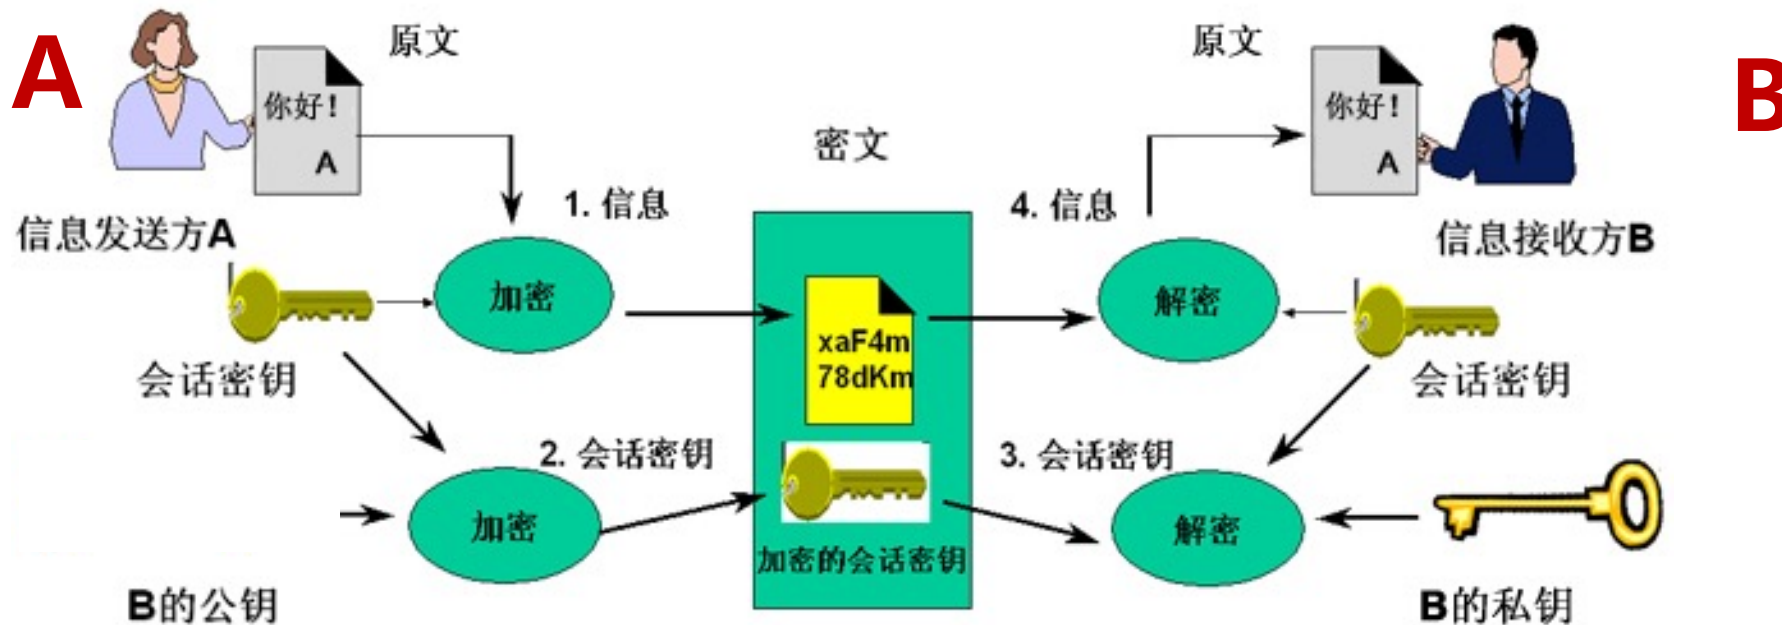 A
原文
你好!
A
信息发送方A
1. 信息
加密
会话密钥
2. 会话密钥
加密
B的公钥
密文
xaF4m
78dKm
加密的会话密钥
原文
你好!
A
B
4. 信息
信息接收方B
解密
会话密钥
3. 会话密钥
解密
B的私钥